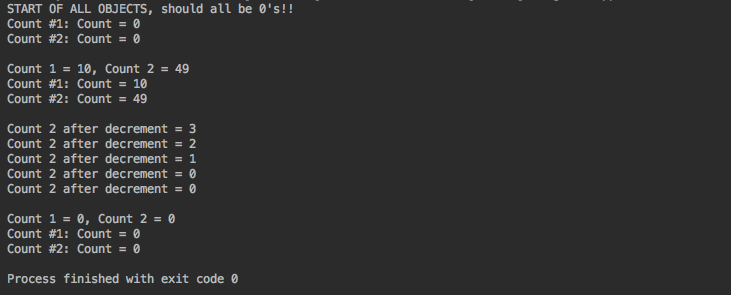 START OF ALL OBJECTS, should all be 0's!!
Count #1: Count = 0
Count #2: Count = 0
Count 1 = 10, Count 2 = 49
Count #1: Count = 10
Count #2: Count = 49
Count 2 after decrement = 3
Count 2 after decrement = 2
Count 2 after decrement = 1
Count 2 after decrement = 0
Count 2 after decrement = 0
Count 1 = 0, Count 2 = 0
Count #1: Count = 0
Count #2: Count = 0
Process finished with exit code 0